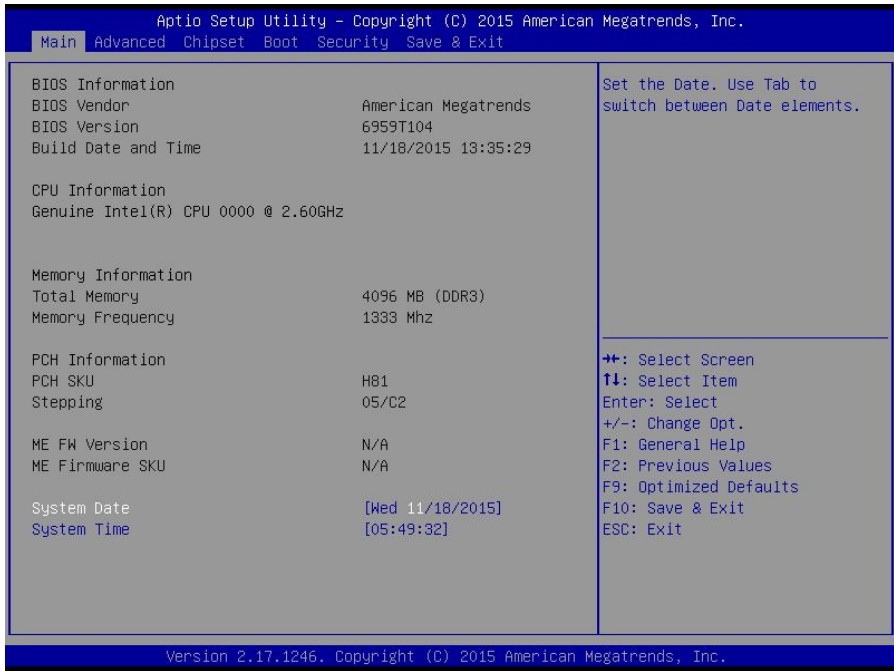 Aptio Setup Utility - Copyright (C) 2015 American Megatrends, Inc.
Main Advanced Chipset Boot Security Save & Exit
BIOS Information
BIOS Vendor American Megatrends
BIOS Version 6959T104
Build Date and Time 11/18/2015 13:35:29
CPU Information
Genuine Intel(R) CPU 0000 @ 2.60GHz
Memory Information
Total Memory 4096 MB (DDR3)
Memory Frequency 1333 Mhz
PCH Information
PCH SKU H81
Stepping 05/C2
ME FW Version N/A
ME Firmware SKU N/A
System Date [Wed 11/18/2015]
System Time [05:49:32]
Set the Date. Use Tab to
switch between Date elements.
→←: Select Screen
↑↓: Select Item
Enter: Select
+/-: Change Opt.
F1: General Help
F2: Previous Values
F9: Optimized Defaults
F10: Save & Exit
ESC: Exit
Version 2.17.1246. Copyright (C) 2015 American Megatrends, Inc.